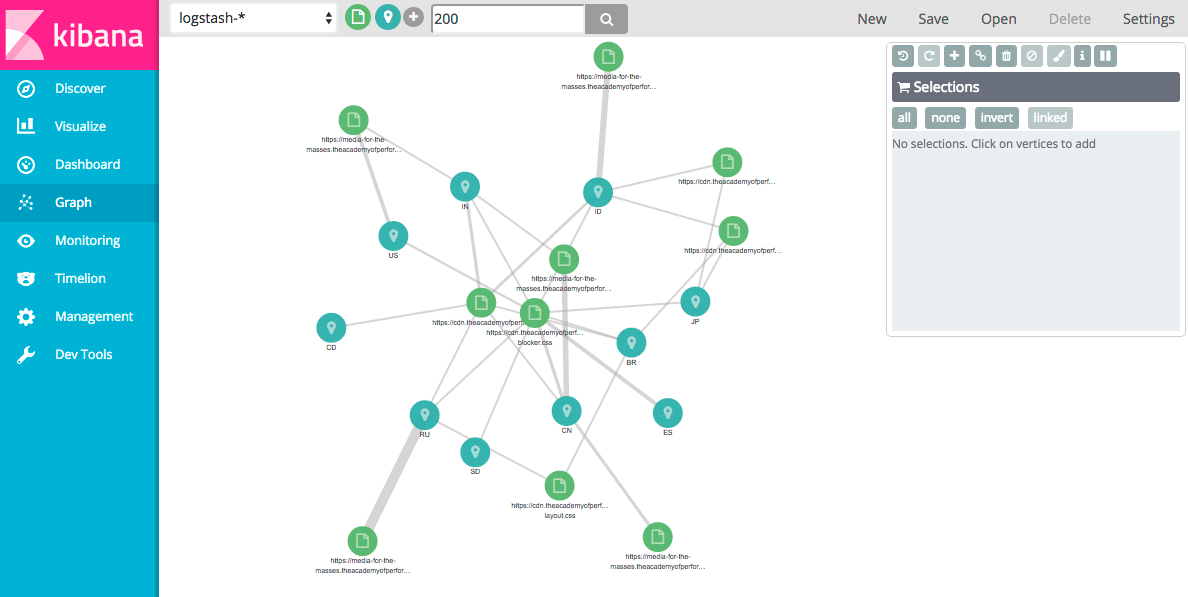 kibana
Discover
Visualize
Dashboard
Graph
Monitoring
Timelion
Management
Dev Tools
logstash-*
200
New Save Open Delete Settings
Selections
all none invert linked
No selections. Click on vertices to add
https://media-for-the-
masses.theacademyofperfor…
https://media-for-the-
masses.theacademyofperfor…
https://cdn.theacademyofperf…
IN
ID
https://cdn.theacademyofperf…
US
https://media-for-the-
masses.theacademyofperfor…
https://cdn.theacademyofperf…
JP
https://cdn.theacademyofperf…
blocker.css
CD
BR
RU
CN
ES
SD
https://cdn.theacademyofperf…
layout.css
https://media-for-the-
masses.theacademyofperfor…
https://media-for-the-
masses.theacademyofperfor…